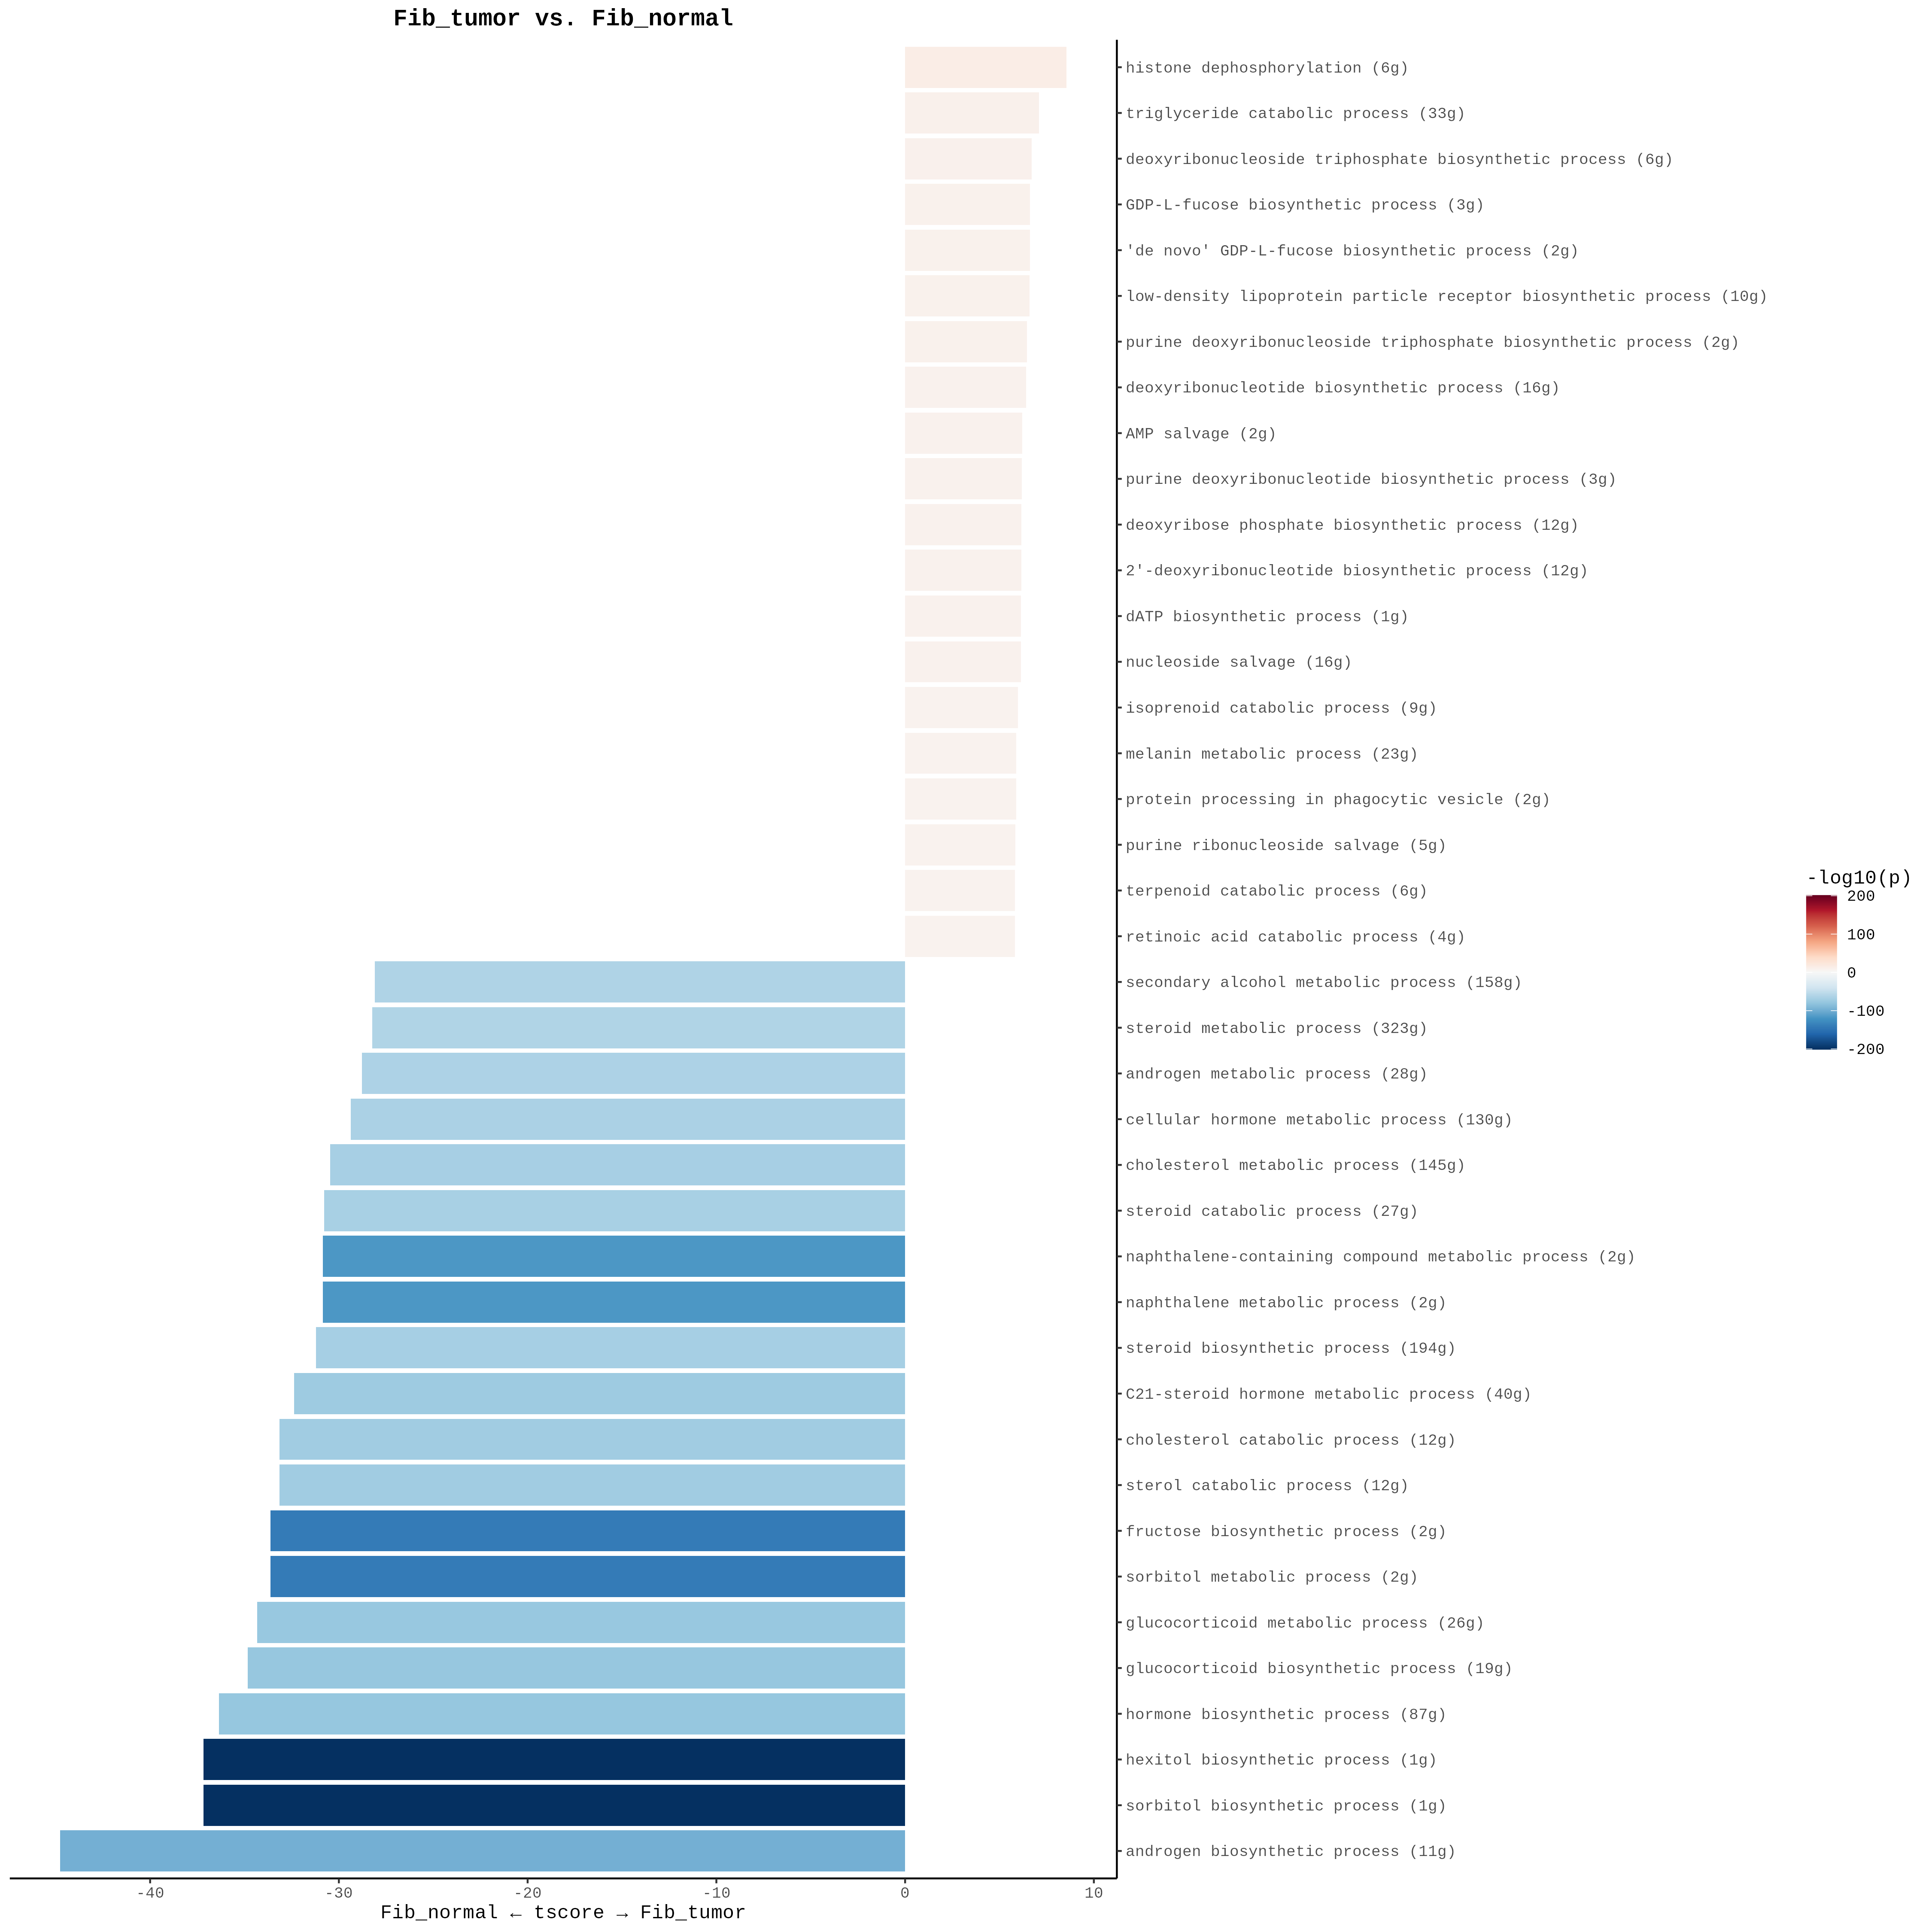 Fib_tumor vs. Fib_normal
histone dephosphorylation (6g)
triglyceride catabolic process (33g)
deoxyribonucleoside triphosphate biosynthetic process (6g)
GDP-L-fucose biosynthetic process (3g)
'de novo' GDP-L-fucose biosynthetic process (2g)
low-density lipoprotein particle receptor biosynthetic process (10g)
purine deoxyribonucleoside triphosphate biosynthetic process (2g)
deoxyribonucleotide biosynthetic process (16g)
AMP salvage (2g)
purine deoxyribonucleotide biosynthetic process (3g)
deoxyribose phosphate biosynthetic process (12g)
2'-deoxyribonucleotide biosynthetic process (12g)
dATP biosynthetic process (1g)
nucleoside salvage (16g)
isoprenoid catabolic process (9g)
melanin metabolic process (23g)
protein processing in phagocytic vesicle (2g)
purine ribonucleoside salvage (5g)
terpenoid catabolic process (6g)
retinoic acid catabolic process (4g)
secondary alcohol metabolic process (158g)
steroid metabolic process (323g)
androgen metabolic process (28g)
cellular hormone metabolic process (130g)
cholesterol metabolic process (145g)
steroid catabolic process (27g)
naphthalene-containing compound metabolic process (2g)
naphthalene metabolic process (2g)
steroid biosynthetic process (194g)
C21-steroid hormone metabolic process (40g)
cholesterol catabolic process (12g)
sterol catabolic process (12g)
fructose biosynthetic process (2g)
sorbitol metabolic process (2g)
glucocorticoid metabolic process (26g)
glucocorticoid biosynthetic process (19g)
hormone biosynthetic process (87g)
hexitol biosynthetic process (1g)
sorbitol biosynthetic process (1g)
androgen biosynthetic process (11g)
-40 -30 -20 -10 0 10
Fib_normal ← tscore → Fib_tumor
-log10(p)
200
100
0
-100
-200